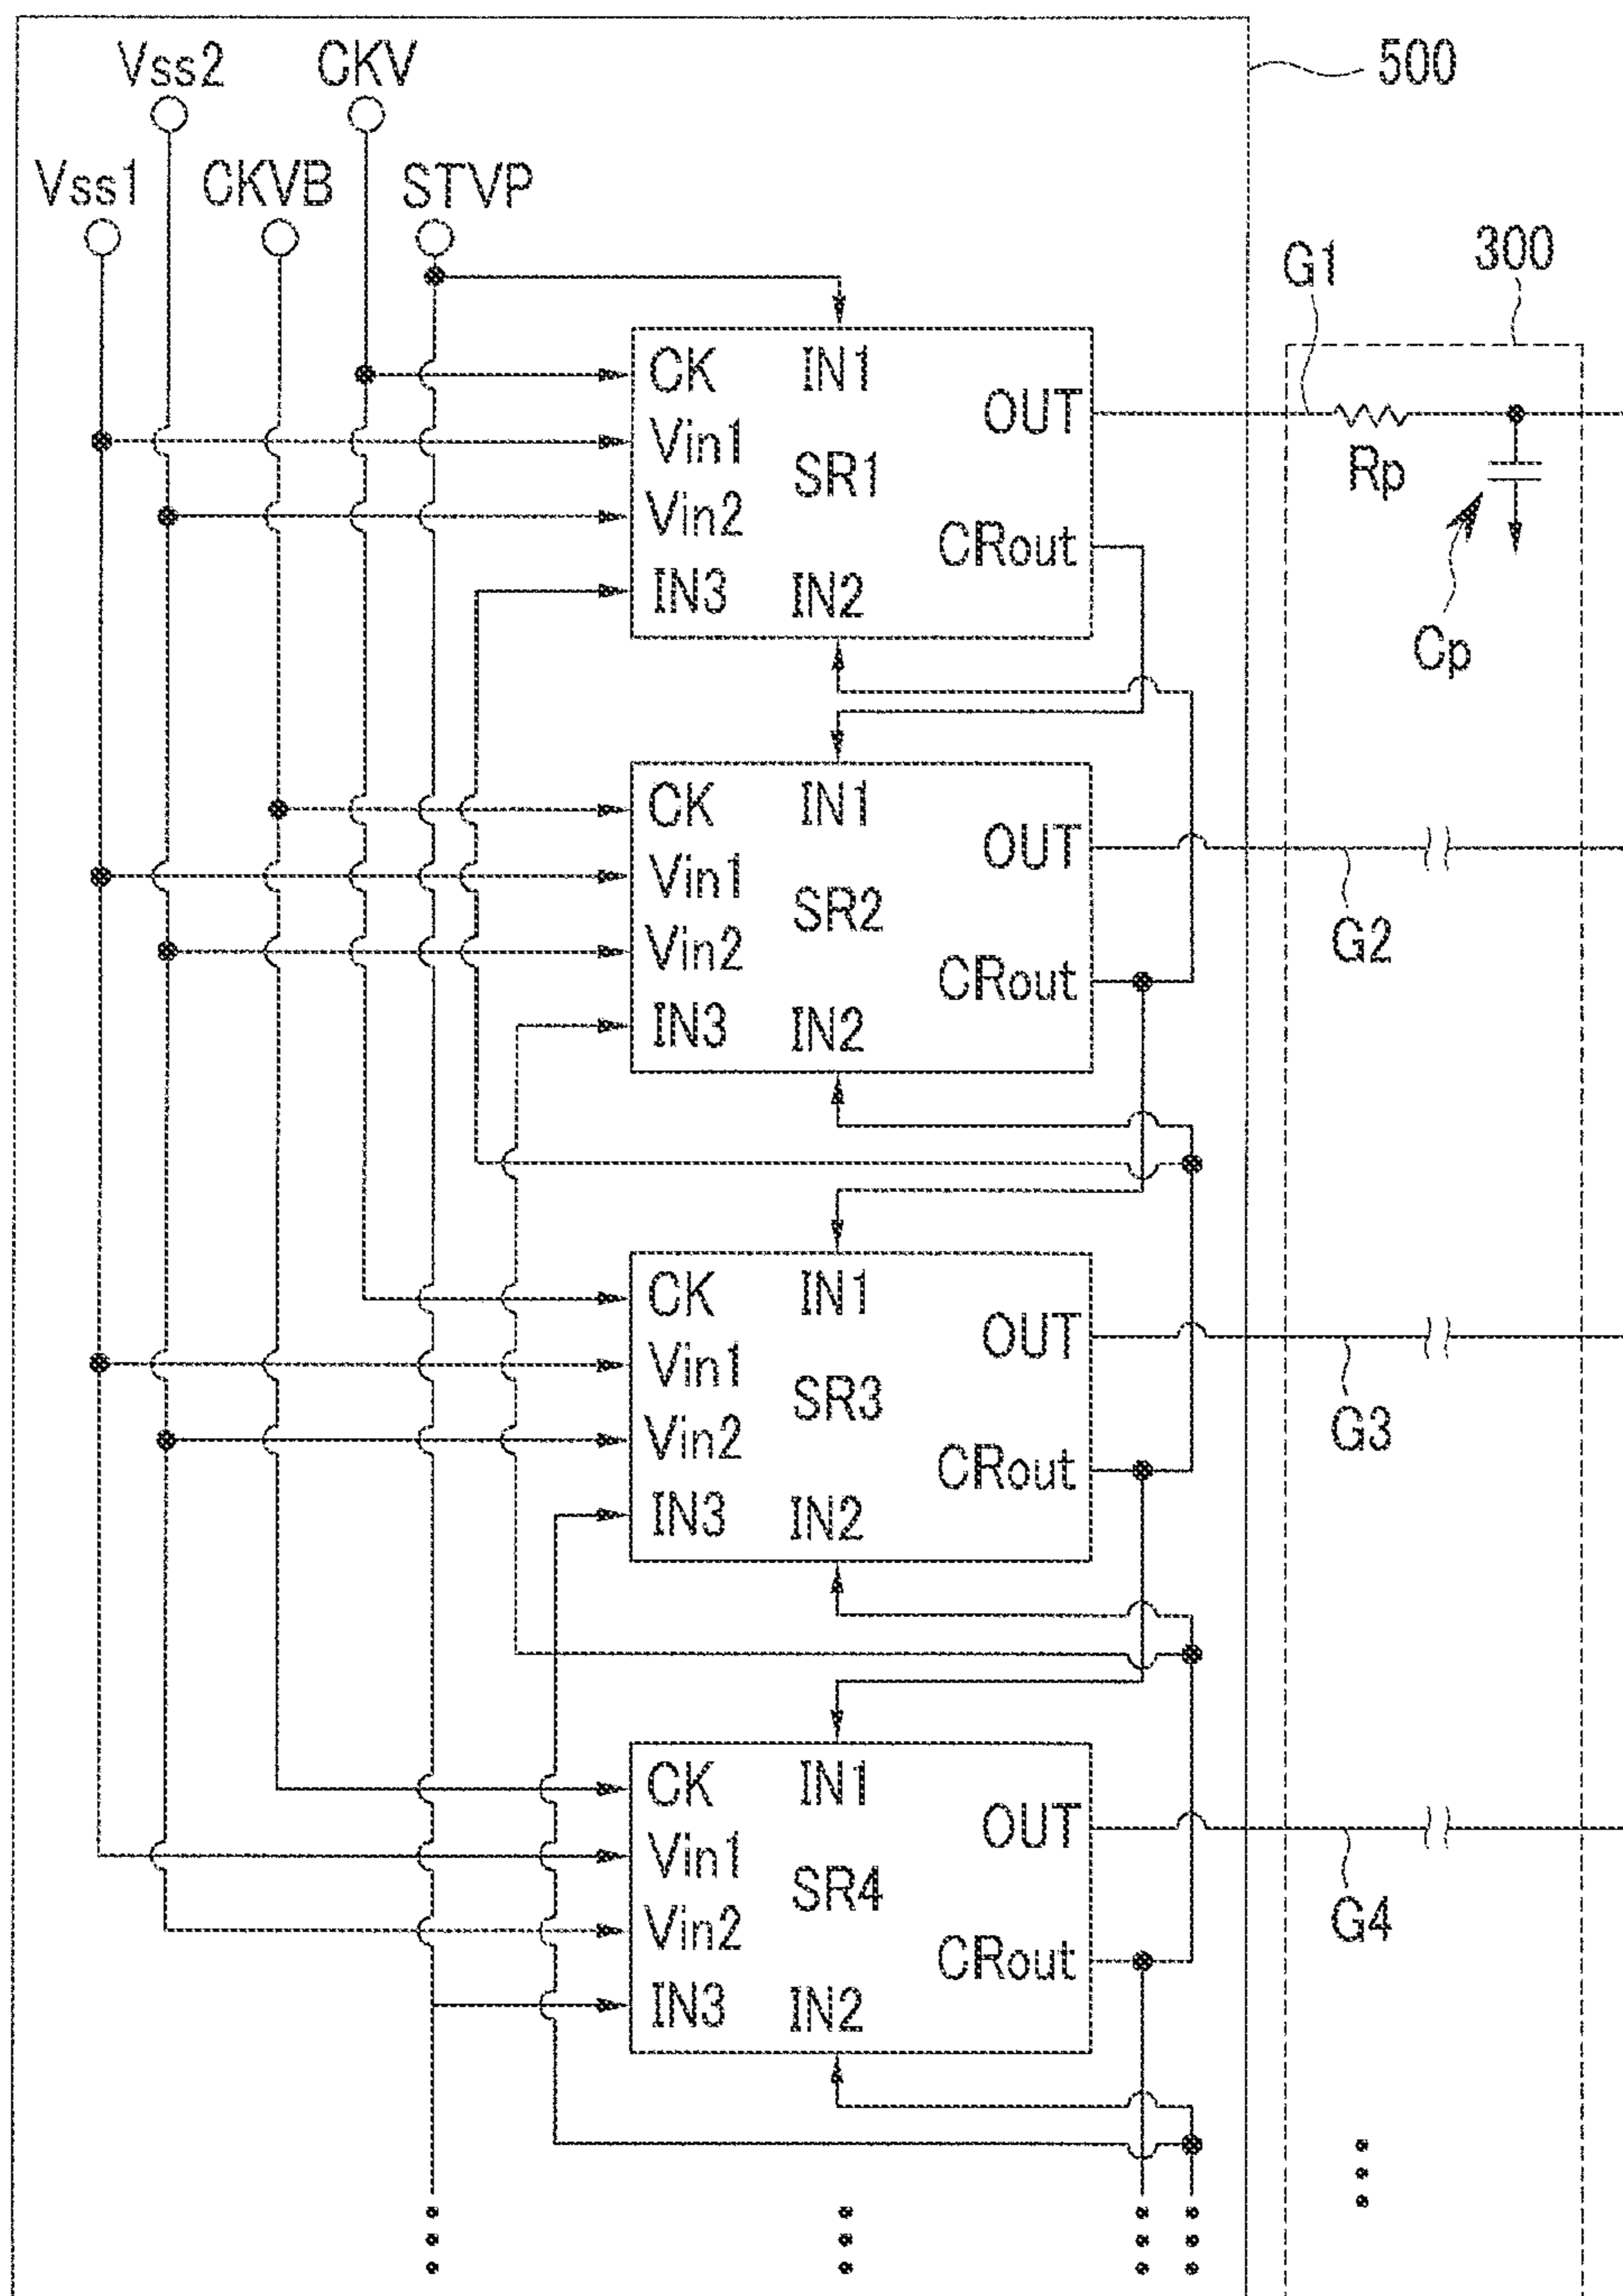 Vss2 CKV 500
Vss1 CKVB STVP
G1 300
CK IN1
OUT
Vin1
SR1
Rp
Vin2
CRout
IN3 IN2
Cp
CK IN1
OUT
Vin1
SR2
G2
Vin2
CRout
IN3 IN2
CK IN1
OUT
Vin1
SR3
G3
Vin2
CRout
IN3 IN2
CK IN1
OUT
Vin1
SR4
G4
Vin2
CRout
IN3 IN2